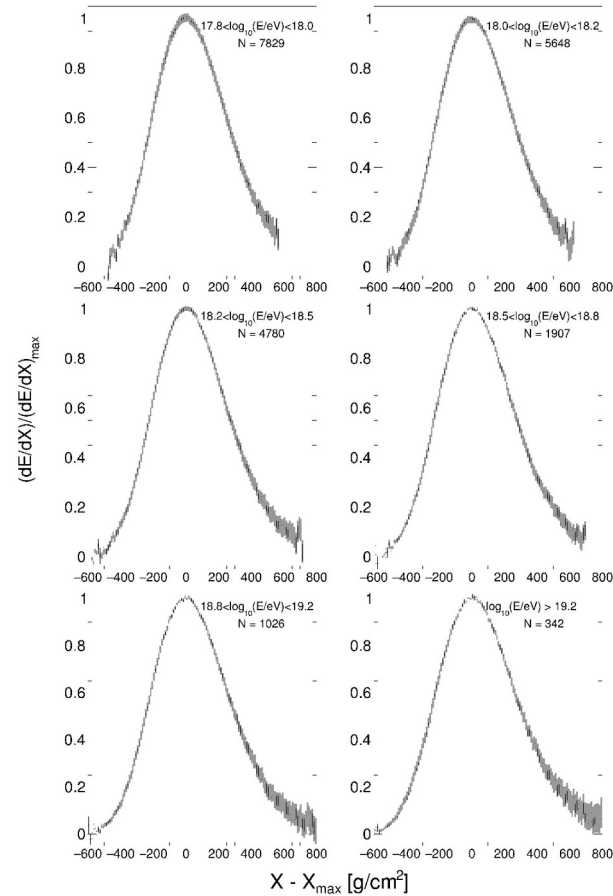 17.8<log10(E/eV)<18.0
N = 7829
1
0.8
0.6
0.4
0.2
0
−600 −400 −200 0 200 400 600 800
18.0<log10(E/eV)<18.2
N = 5648
1
0.8
0.6
0.4
0.2
0
−600 −400 −200 0 200 400 600 800
18.2<log10(E/eV)<18.5
N = 4780
1
0.8
0.6
0.4
0.2
0
−600 −400 −200 0 200 400 600 800
18.5<log10(E/eV)<18.8
N = 1907
1
0.8
0.6
0.4
0.2
0
−600 −400 −200 0 200 400 600 800
18.8<log10(E/eV)<19.2
N = 1026
1
0.8
0.6
0.4
0.2
0
−600 −400 −200 0 200 400 600 800
log10(E/eV) > 19.2
N = 342
1
0.8
0.6
0.4
0.2
0
−600 −400 −200 0 200 400 600 800
(dE/dX)/(dE/dX)max
X - Xmax [g/cm2]